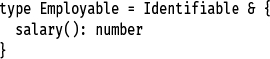 type Employable = Identifiable & {
  salary(): number
}